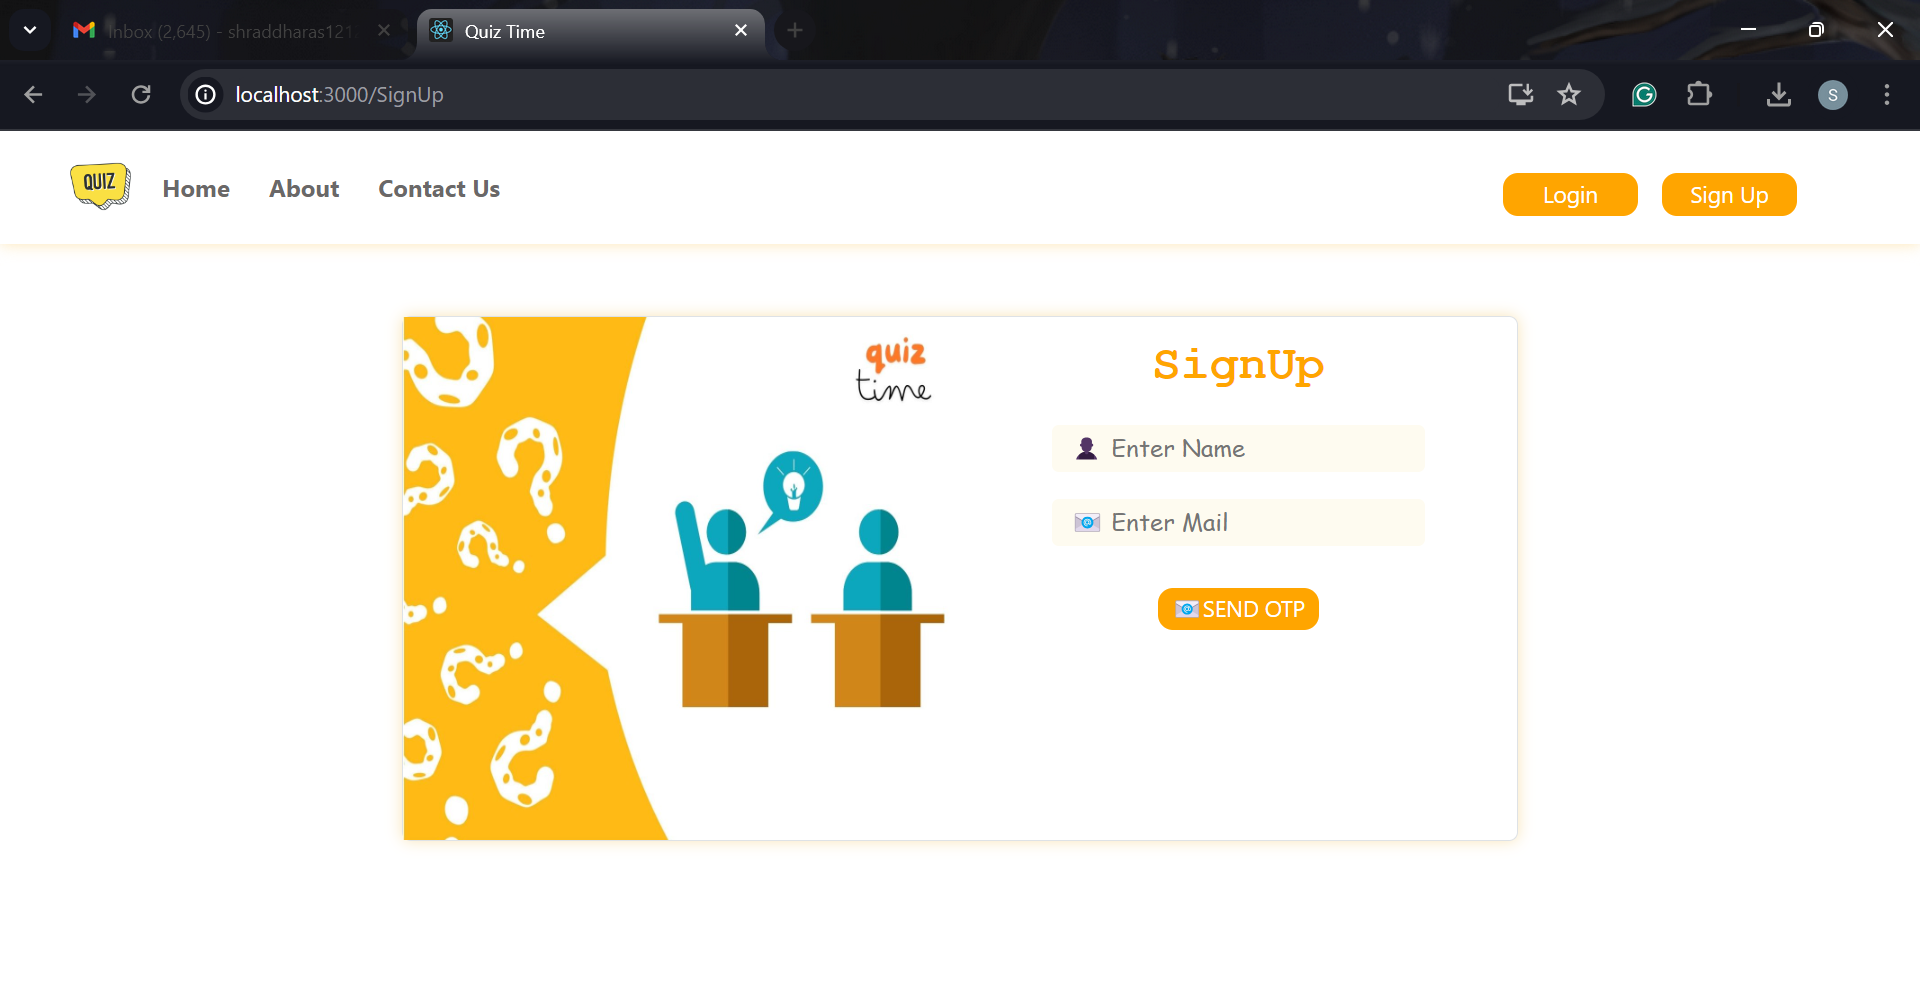 Inbox (2,645) - shraddharas121
Quiz Time
localhost:3000/SignUp
S
QUIZ
Home
About
Contact Us
Login
Sign Up
quiz
time
SignUp
Enter Name
Enter Mail
SEND OTP